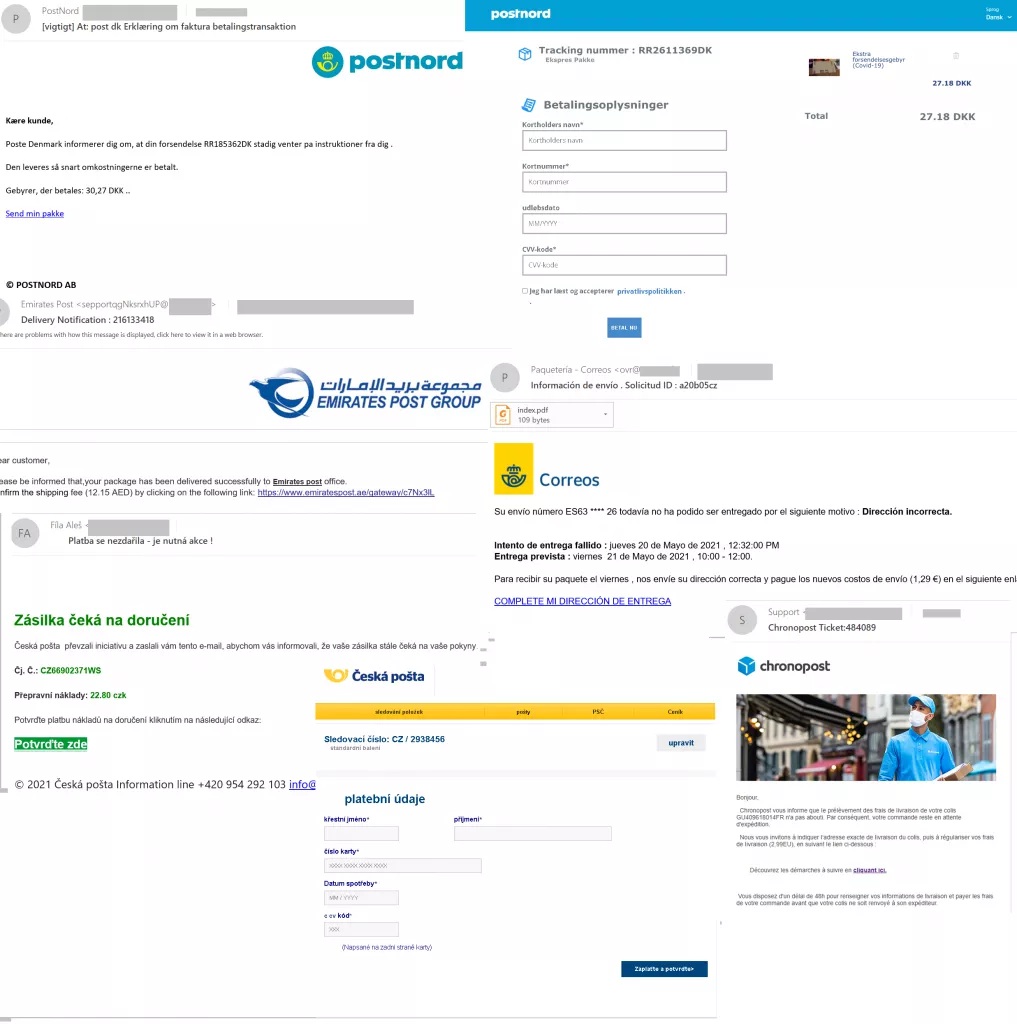 P
PostNord
[vigtigt] At: post dk Erklæring om faktura betalingstransaktion
postnord
Kære kunde,
Poste Denmark informerer dig om, at din forsendelse RR185362DK stadig venter pa instruktioner fra dig .
Den leveres så snart omkostningerne er betalt.
Gebyrer, der betales: 30,27 DKK ..
Send min pakke
© POSTNORD AB
postnord
Søng
Dansk
Tracking nummer : RR2611369DK
Ekspres Pakke
Ekstra
forsendelsesgebyr
(Covid-19)
27.18 DKK
Total 27.18 DKK
Betalingsoplysninger
Kortholders navn*
Kortholders navn
Kortnummer*
Kortnummer
udløbsdato
MM/YYYY
CVV-kode*
CVV-kode
Jeg har læst og accepterer privatlivspolitikken .
.
BETAL NU
Emirates Post <sepportqgNksrxhUP@ >
Delivery Notification : 216133418
here are problems with how this message is displayed, click here to view it in a web browser.
مجموعة بريد الإمارات
EMIRATES POST GROUP
ear customer,
ease be informed that,your package has been delivered successfully to Emirates post office.
nfirm the shipping fee (12.15 AED) by clicking on the following link: https://www.emiratespost.ae/gateway/c7Nx3lL
P
Paquetería - Correos <ovr@
Información de envío . Solicitud ID : a20b05cz
index.pdf
109 bytes
Correos
Su envío número ES63 **** 26 todavía no ha podido ser entregado por el siguiente motivo : Dirección incorrecta.
Intento de entrega fallido : jueves 20 de Mayo de 2021 , 12:32:00 PM
Entrega prevista : viernes 21 de Mayo de 2021 , 10:00 - 12:00.
Para recibir su paquete el viernes , nos envíe su dirección correcta y pague los nuevos costos de envío (1,29 €) en el siguiente enl
COMPLETE MI DIRECCIÓN DE ENTREGA
FA
Fíla Aleš <
Platba se nezdařila - je nutná akce !
Zásilka čeká na doručení
Česká pošta převzali iniciativu a zaslali vám tento e-mail, abychom vás informovali, že vaše zásilka stále čeká na vaše pokyny
Čj. Č.: CZ66902371WS
Přepravní náklady: 22.80 czk
Potvrďte platbu nákladů na doručení kliknutím na následující odkaz:
Potvrďte zde
© 2021 Česká pošta Information line +420 954 292 103 info@
Česká pošta
sledování položek pošty PSČ Ceník
Sledovací číslo: CZ / 2938456
standardní balení
upravit
platební údaje
křestní jméno* příjmení*
číslo karty*
XXXX XXXX XXXX XXXX
Datum spotřeby*
MM / YYYY
c cv kód*
XXX
(Napsané na zadní straně karty)
Zaplaťte a potvrďte>
S
Support <
Chronopost Ticket:484089
chronopost
Bonjour,
Chronopost vous informe que le prélèvement des frais de livraison de votre colis
GU409618014FR n'a pas abouti. Par conséquent, votre commande reste en attente
d'expédition.
Nous vous invitons à indiquer l'adresse exacte de livraison du colis, puis à régulariser vos frais
de livraison (2.99EU), en suivant le lien ci-dessous :
Découvrez les démarches à suivre en cliquant ici.
Vous disposez d'un délai de 48h pour renseigner vos informations de livraison et payer les frais
de votre commande avant que votre colis ne soit renvoyé à son expéditeur.